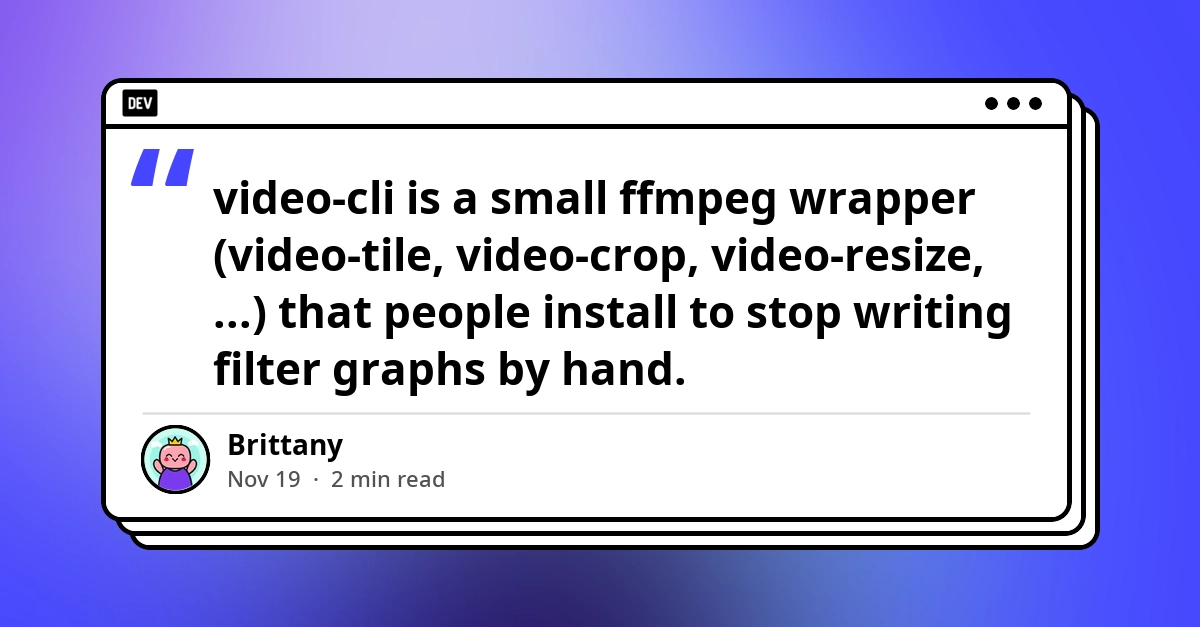 DEV
video-cli is a small ffmpeg wrapper
(video-tile, video-crop, video-resize,
...) that people install to stop writing
filter graphs by hand.
Brittany
Nov 19 · 2 min read